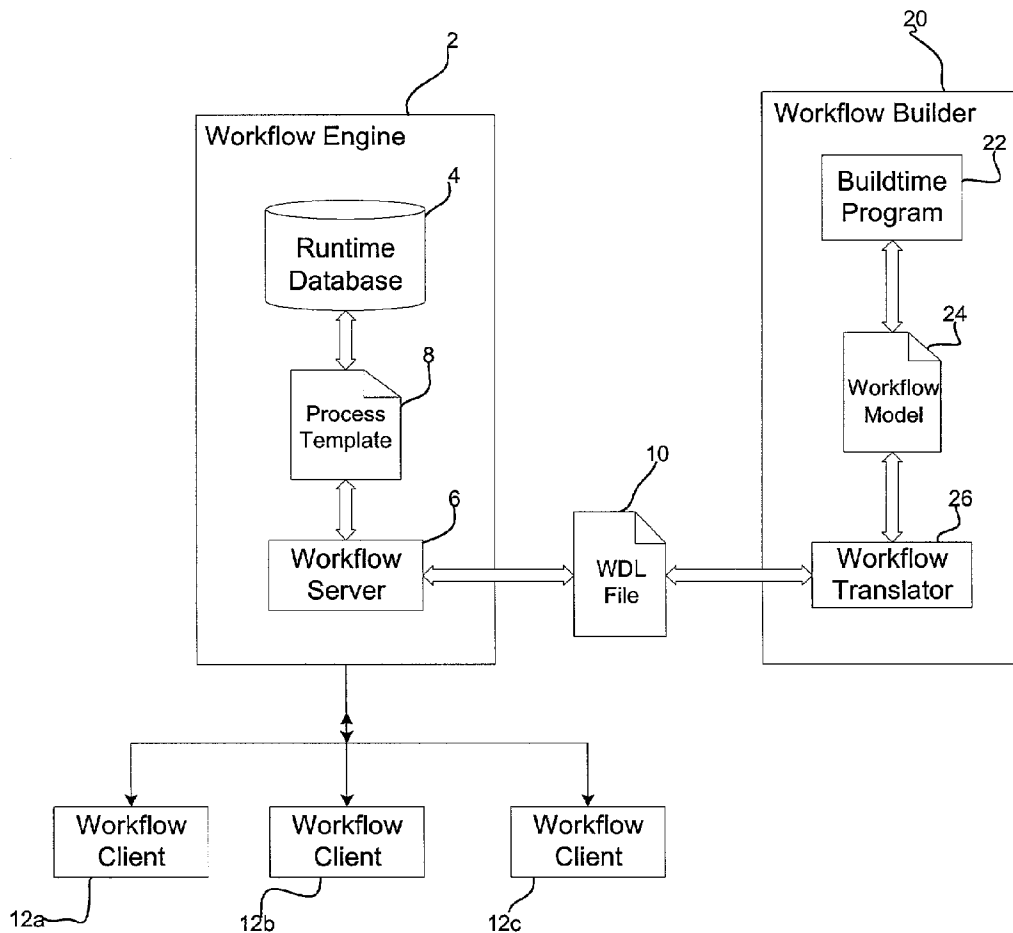 2
20
Workflow Engine
Workflow Builder
4
22
Runtime
Database
Buildtime
Program
8
24
Process
Template
Workflow
Model
10
6
26
Workflow
Server
WDL
File
Workflow
Translator
Workflow
Client
Workflow
Client
Workflow
Client
12a
12b
12c